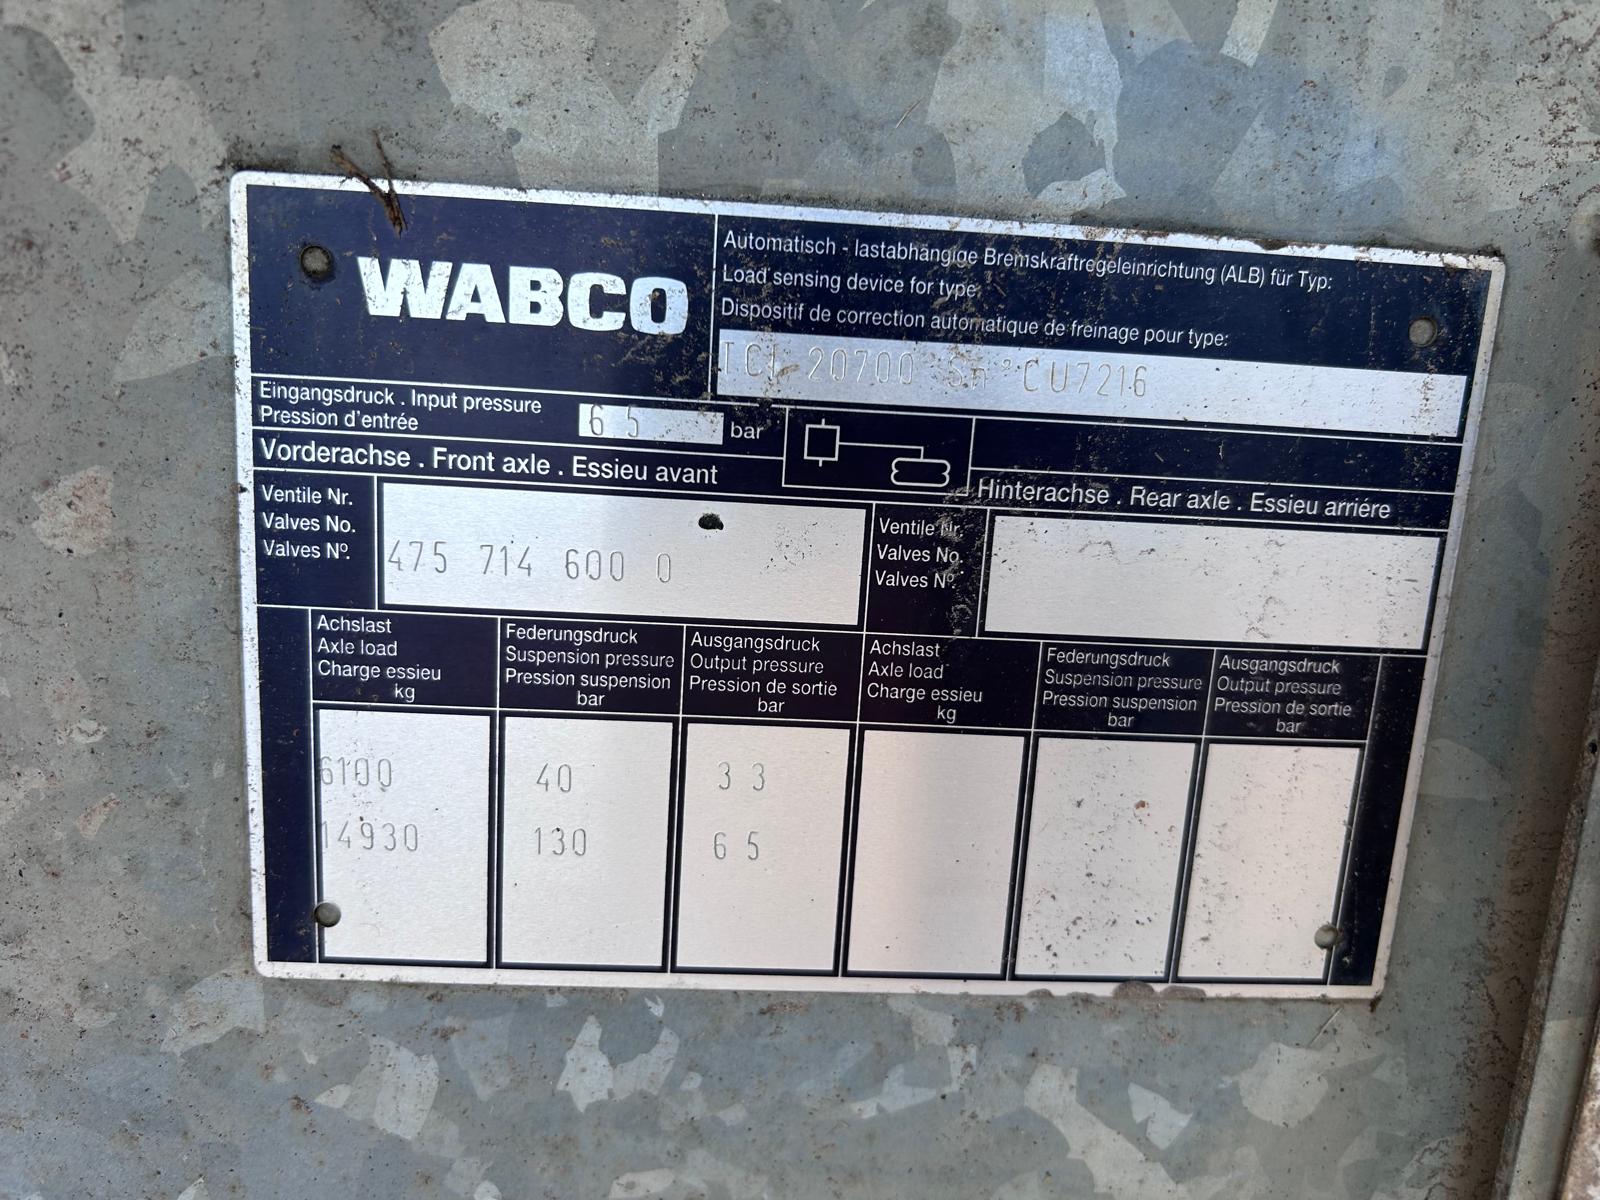 WABCO
Automatisch - lastabhängige Bremskraftregeleinrichtung (ALB) für Typ:
Load sensing device for type
Dispositif de correction automatique de freinage pour type:
TCI 20700 Sn°CU7216
Eingangsdruck . Input pressure
Pression d'entrée
6 5
bar
Vorderachse . Front axle . Essieu avant
Hinterachse . Rear axle . Essieu arriére
Ventile Nr.
Valves No.
Valves Nº.
475 714 600 0
Ventile Nr.
Valves No.
Valves Nº.
Achslast
Axle load
Charge essieu
kg
Federungsdruck
Suspension pressure
Pression suspension
bar
Ausgangsdruck
Output pressure
Pression de sortie
bar
Achslast
Axle load
Charge essieu
kg
Federungsdruck
Suspension pressure
Pression suspension
bar
Ausgangsdruck
Output pressure
Pression de sortie
bar
6100 40 3 3
14930 130 6 5